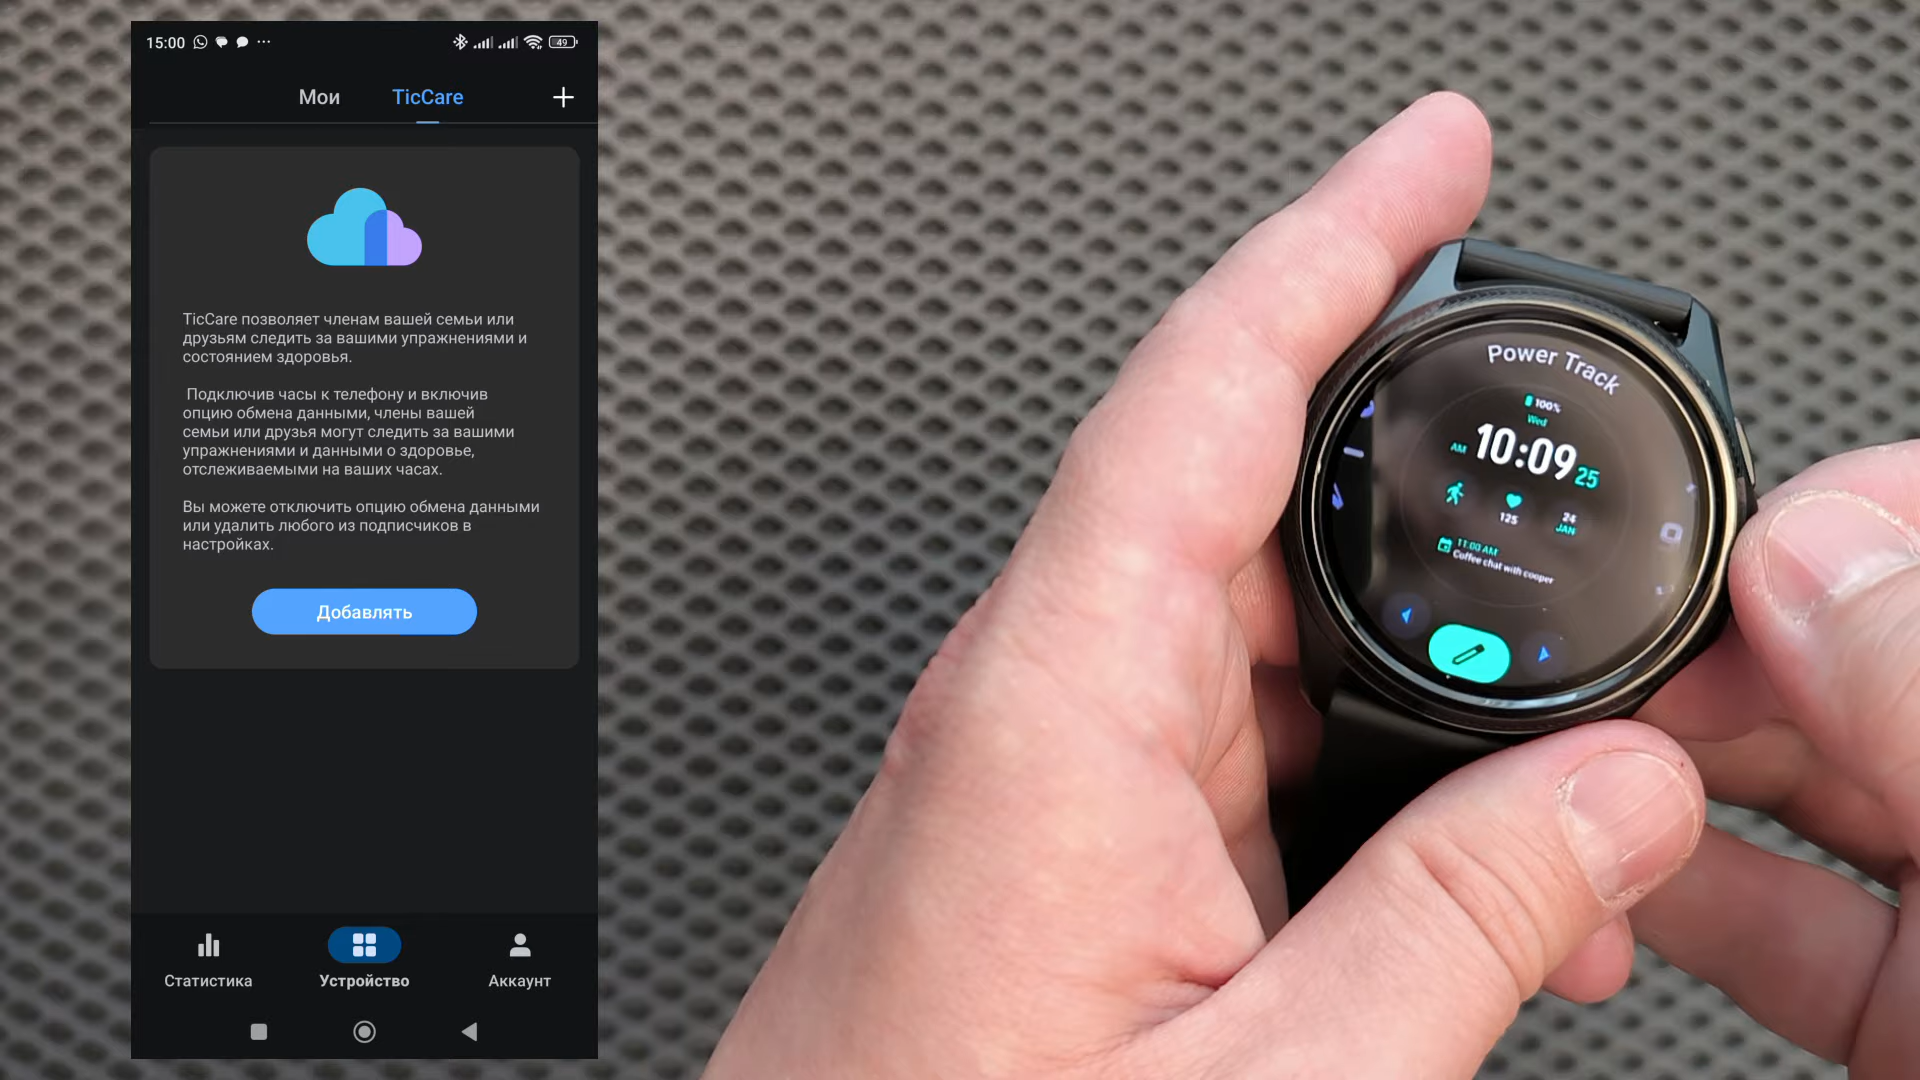 15:00
49
Мои
TicCare
TicCare позволяет членам вашей семьи или
друзьям следить за вашими упражнениями и
состоянием здоровья.
Подключив часы к телефону и включив
опцию обмена данными, члены вашей
семьи или друзья могут следить за вашими
упражнениями и данными о здоровье,
отслеживаемыми на ваших часах.
Вы можете отключить опцию обмена данными
или удалить любого из подписчиков в
настройках.
Добавлять
Статистика
Устройство
Аккаунт
Power Track
100%
Wed
AM 10:09 25
125
24
JAN
11:00 AM
Coffee chat with cooper